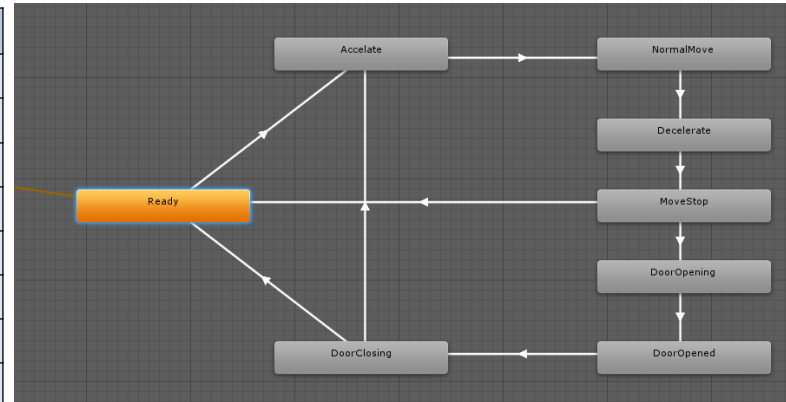 Accelate
NormalMove
Decelerate
Ready
MoveStop
DoorOpening
DoorClosing
DoorOpened